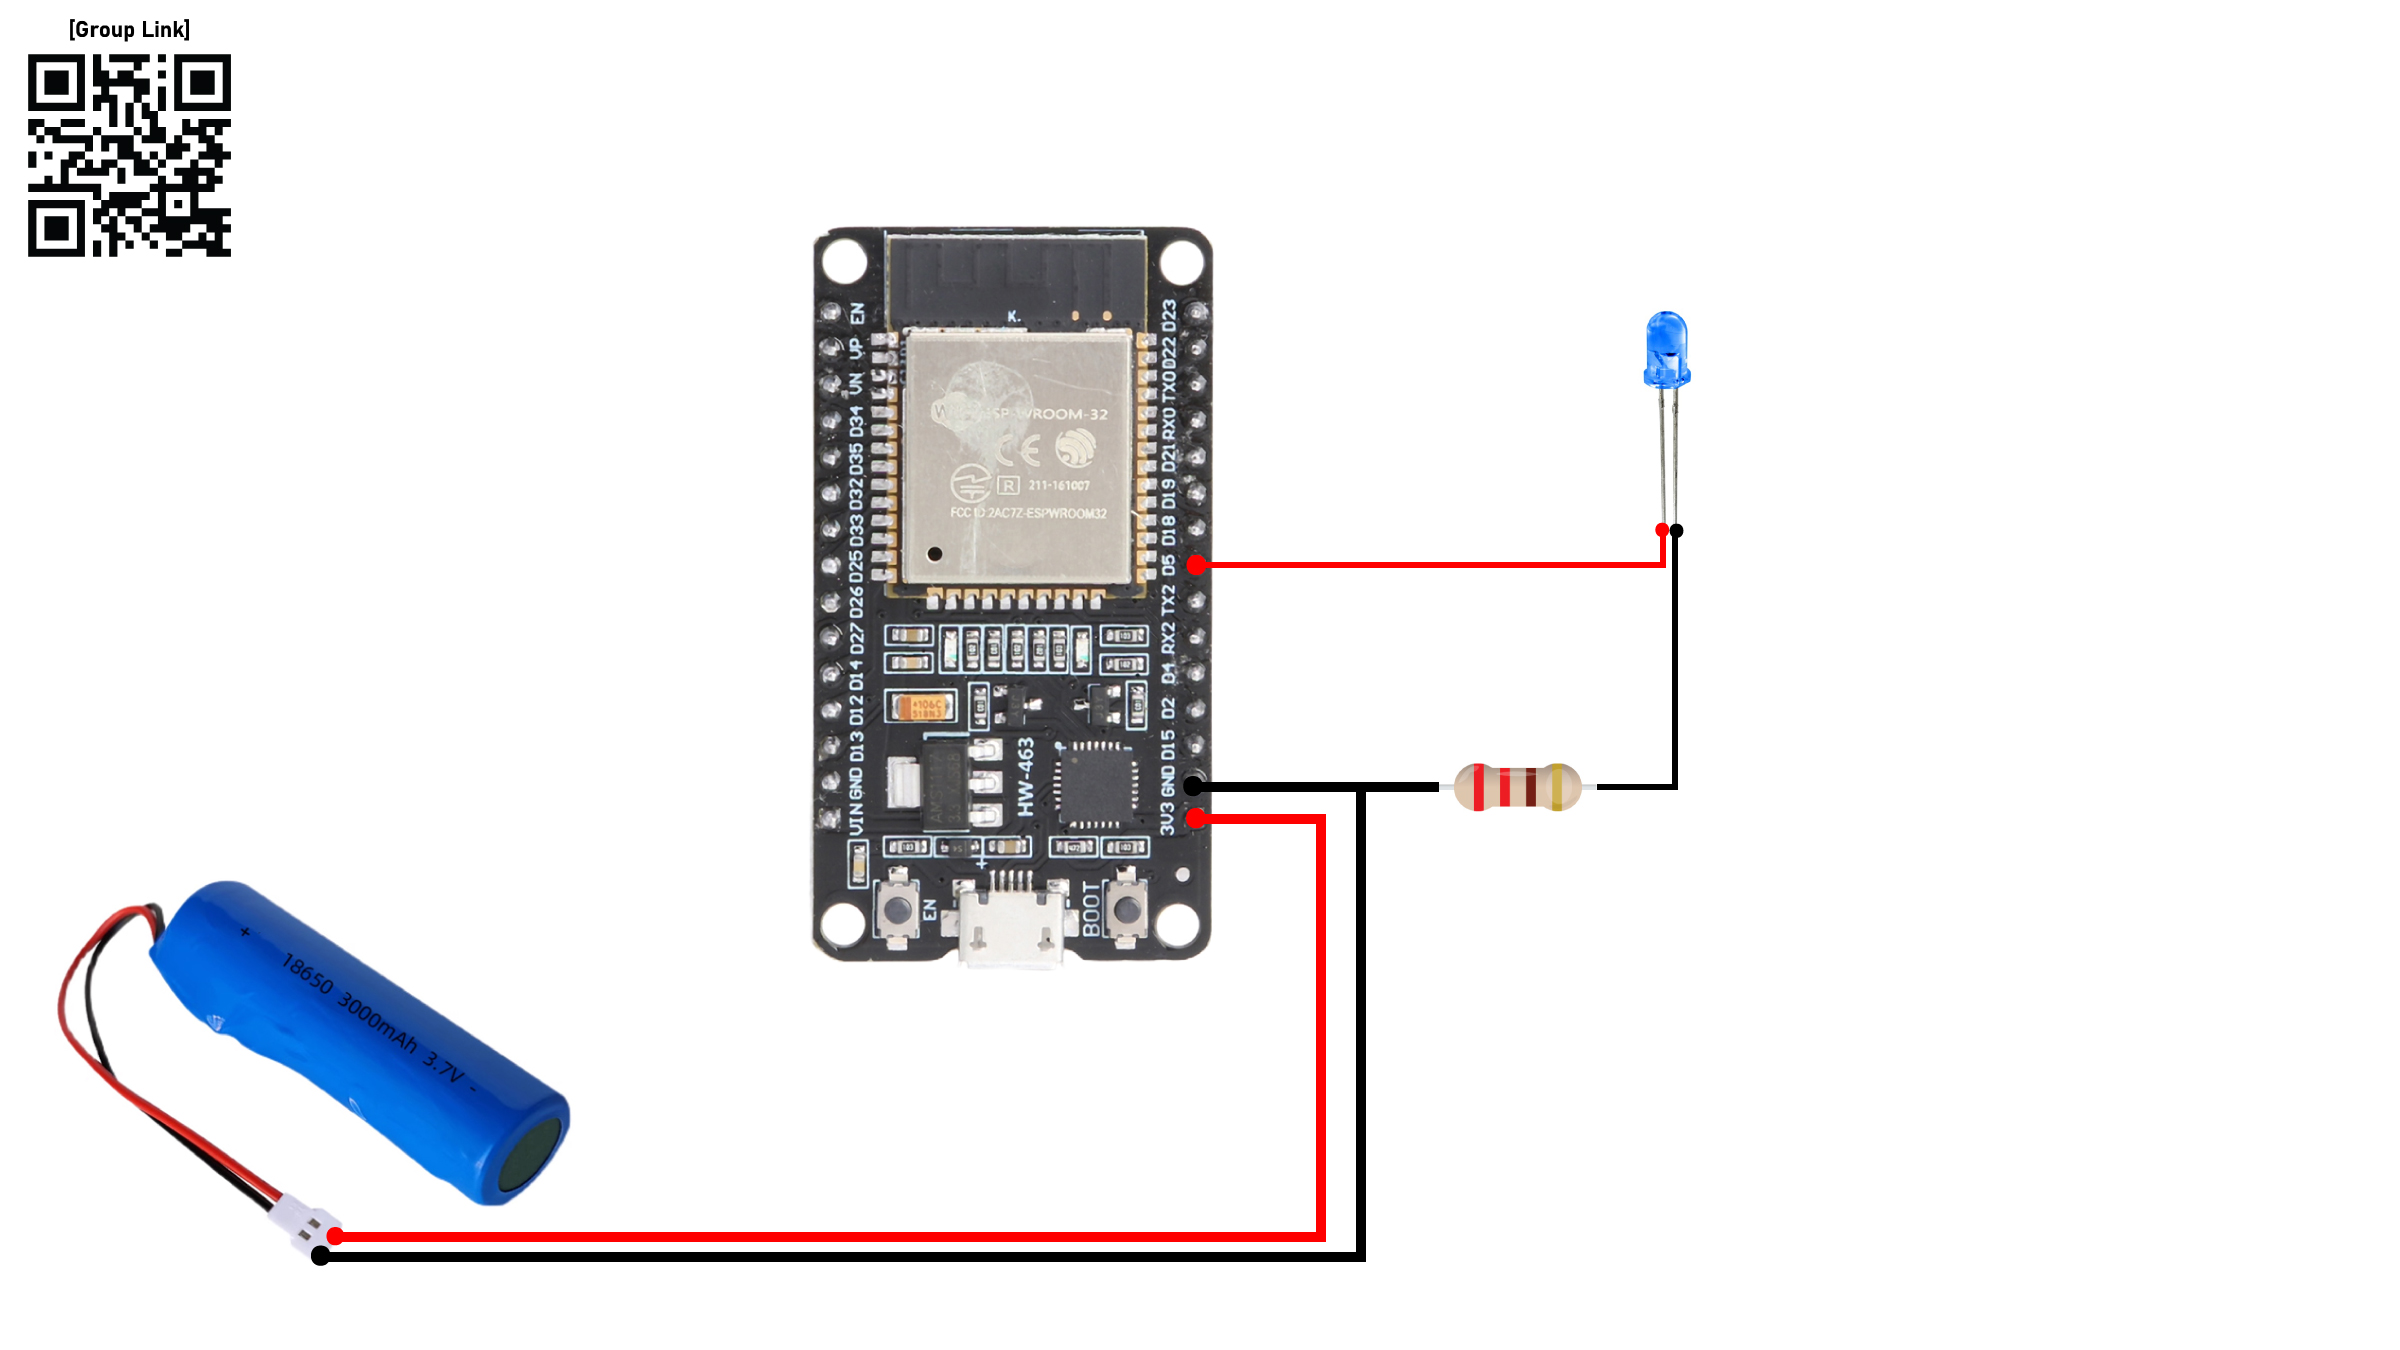 [Group Link]
EN
VP
VN
D34
D35
D32
D33
D25
D26
D27
D14
D12
D13
GND
VIN
D23
D22
TX0
RX0
D21
D19
D18
D5
TX2
RX2
D4
D2
D15
GND
3V3
ESP-WROOM-32
CE
R
211-161007
FCC ID:2AC7Z-ESPWROOM32
HW-463
EN
BOOT
+ 18650 3000mAh 3.7V -